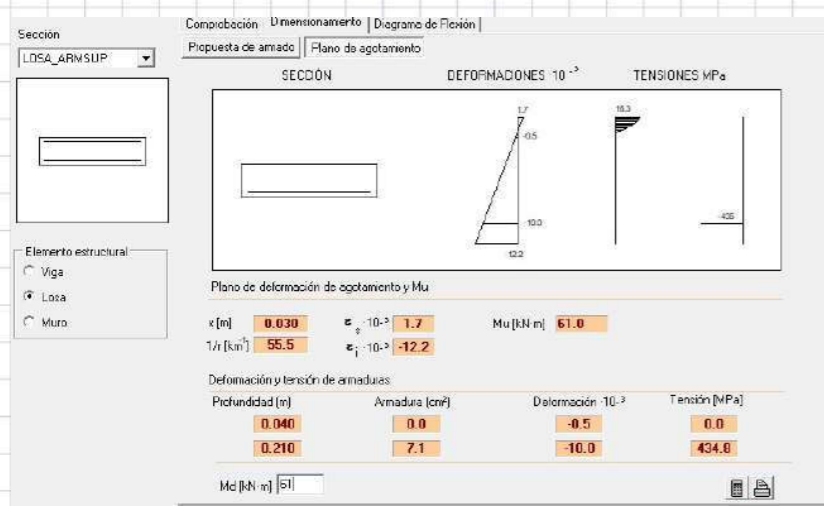 Comprobación Dimensionamiento Diagrama de Flexión
Sección
Propuesta de armado Plano de agotamiento
LOSA_ARMSUP
SECCIÓN DEFORMACIONES ·10⁻³ TENSIONES MPa
1.7 16.3
-0.5
-10.0 -435
12.2
Elemento estructural
Viga
Losa
Muro
Plano de deformación de agotamiento y Mu
x [m] 0.030 ε s ·10-³ 1.7 Mu [kN·m] 61.0
1/r [km⁻¹] 55.5 ε i ·10-³ -12.2
Deformación y tensión de armaduras
Profundidad [m] Armadura [cm²] Deformación ·10-³ Tensión [MPa]
0.040 0.0 -0.5 0.0
0.210 7.1 -10.0 434.8
Md [kN·m] 61